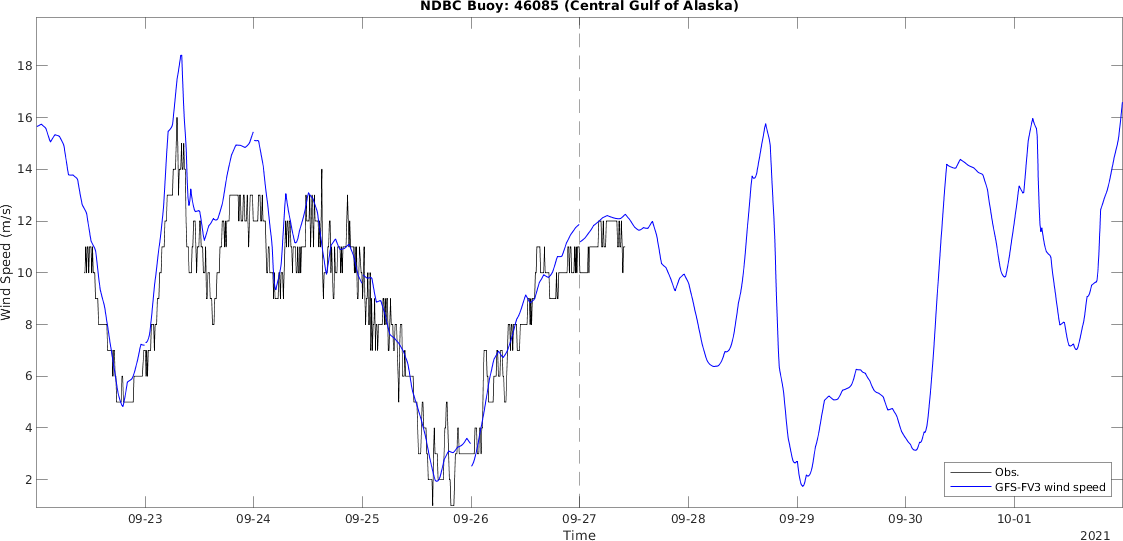 NDBC Buoy: 46085 (Central Gulf of Alaska)
18
16
14
12
10
8
6
4
2
Wind Speed (m/s)
Obs.
GFS-FV3 wind speed
09-23 09-24 09-25 09-26 09-27 09-28 09-29 09-30 10-01
Time
2021